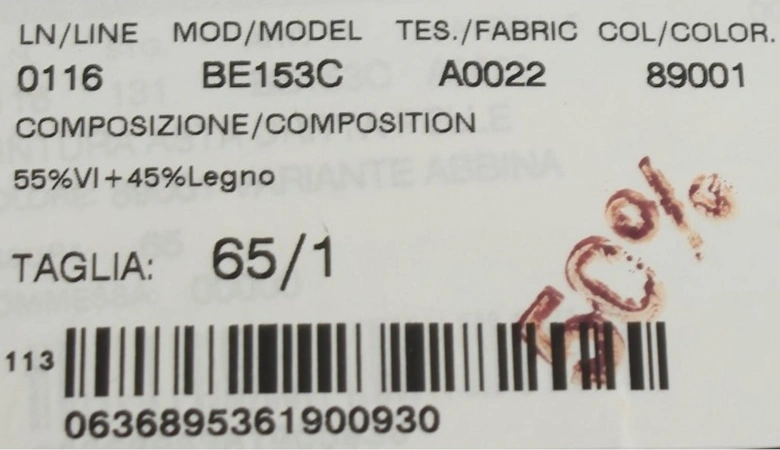 LN/LINE MOD/MODEL TES./FABRIC COL/COLOR.
0116 BE153C A0022 89001
COMPOSIZIONE/COMPOSITION
55%VI+45%Legno
50%
TAGLIA: 65/1
113
0636895361900930